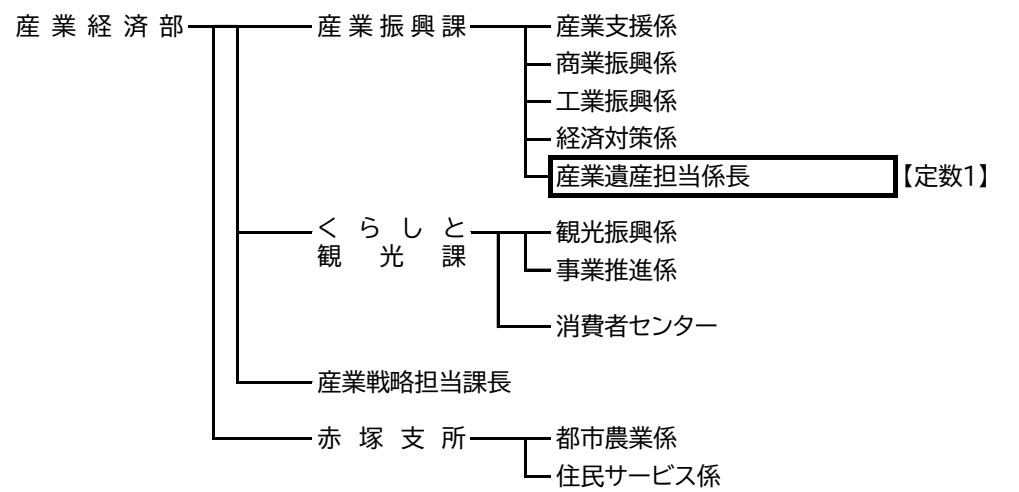 産業経済部 産業振興課 産業支援係
商業振興係
工業振興係
経済対策係
産業遺産担当係長 【定数1】
くらしと 観光振興係
観光課
事業推進係
消費者センター
産業戦略担当課長
赤塚支所 都市農業係
住民サービス係